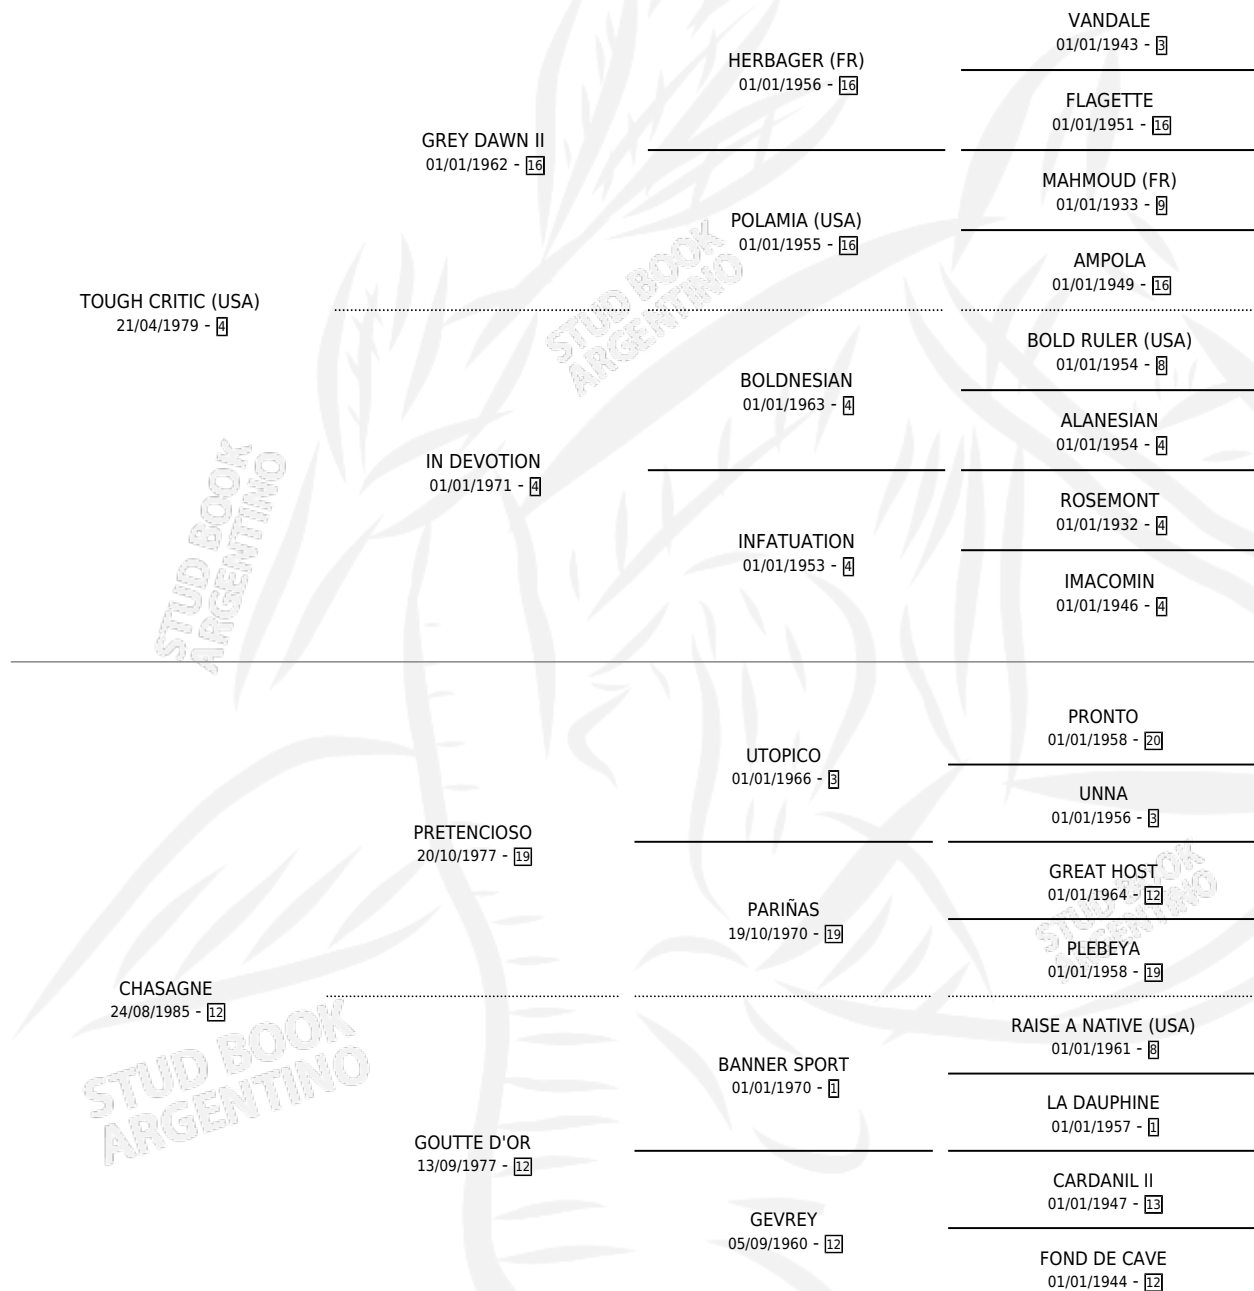 VANDALE
01/01/1943 - 3
HERBAGER (FR)
01/01/1956 - 16
FLAGETTE
01/01/1951 - 16
GREY DAWN II
01/01/1962 - 16
MAHMOUD (FR)
01/01/1933 - 9
POLAMIA (USA)
01/01/1955 - 16
AMPOLA
01/01/1949 - 16
STUD BOOK
ARGENTINO
TOUGH CRITIC (USA)
21/04/1979 - 4
BOLD RULER (USA)
01/01/1954 - 8
BOLDNESIAN
01/01/1963 - 4
ALANESIAN
01/01/1954 - 4
IN DEVOTION
01/01/1971 - 4
ROSEMONT
01/01/1932 - 4
INFATUATION
01/01/1953 - 4
IMACOMIN
01/01/1946 - 4
STUD BOOK
ARGENTINO
PRONTO
01/01/1958 - 20
UTOPICO
01/01/1966 - 3
UNNA
01/01/1956 - 3
PRETENCIOSO
20/10/1977 - 19
GREAT HOST
01/01/1964 - 12
PARIÑAS
19/10/1970 - 19
PLEBEYA
01/01/1958 - 19
STUD BOOK
ARGENTINO
CHASAGNE
24/08/1985 - 12
RAISE A NATIVE (USA)
01/01/1961 - 8
BANNER SPORT
01/01/1970 - 1
LA DAUPHINE
01/01/1957 - 1
STUD BOOK
ARGENTINO
GOUTTE D'OR
13/09/1977 - 12
CARDANIL II
01/01/1947 - 13
GEVREY
05/09/1960 - 12
FOND DE CAVE
01/01/1944 - 12